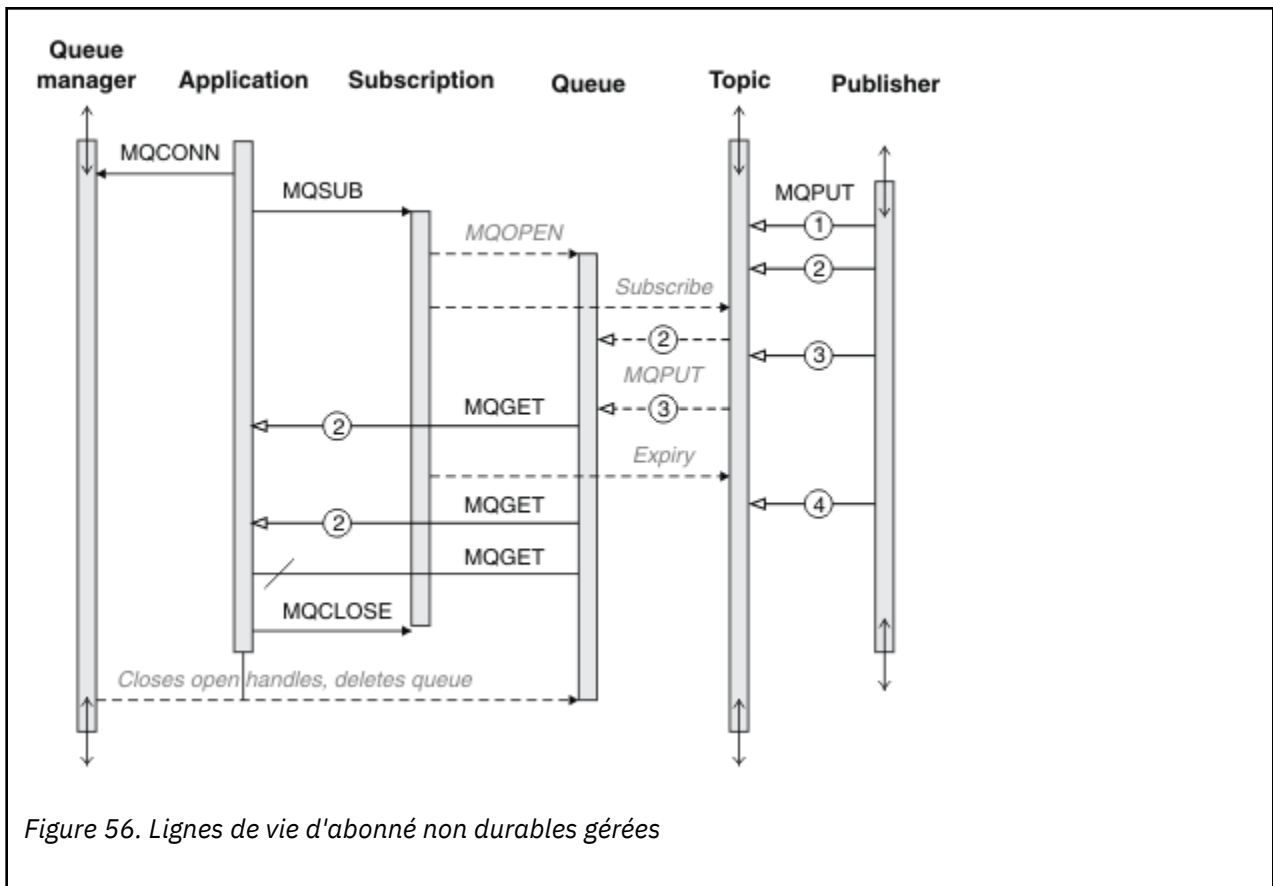 Queue manager
Application
Subscription
Queue
Topic
Publisher
MQCONN
MQSUB
MQPUT
1
MQOPEN
2
Subscribe
2
3
MQPUT
MQGET
3
2
Expiry
MQGET
4
2
MQGET
MQCLOSE
Closes open handles, deletes queue
Figure 56. Lignes de vie d'abonné non durables gérées